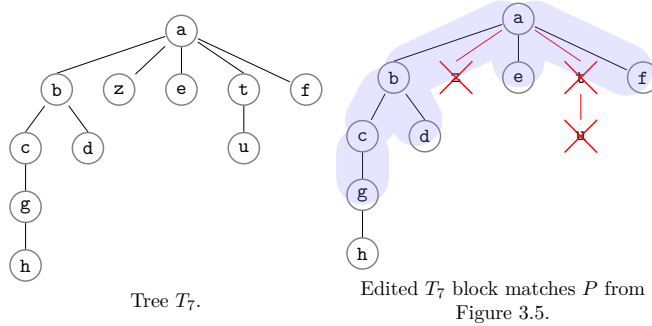 a
b z e t f
c d u
g
h
Tree T₇.
a
b z e t f
c d u
g
h
Edited T₇ block matches P from
Figure 3.5.